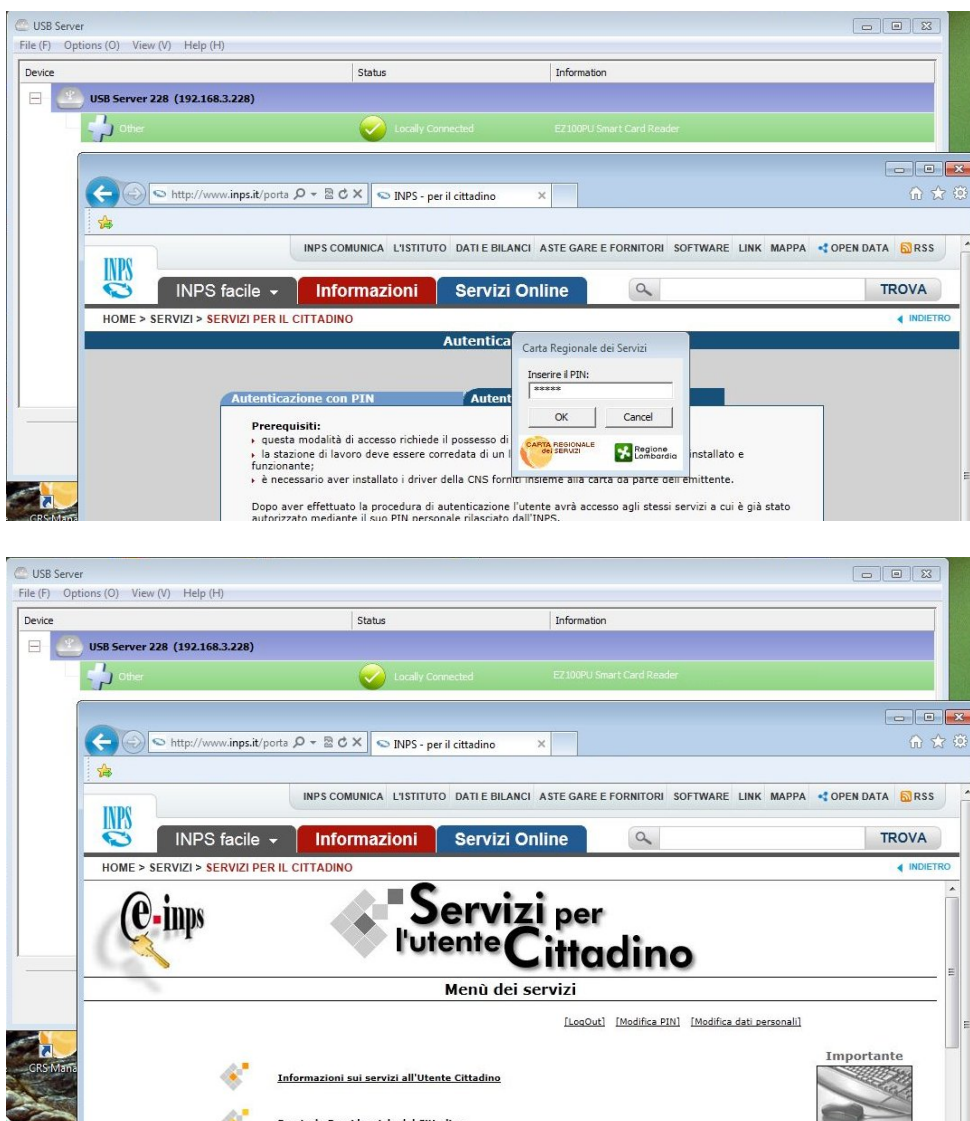 USB Server
File (F) Options (O) View (V) Help (H)
Device Status Information
USB Server 228 (192.168.3.228)
Other Locally Connected EZ100PU Smart Card Reader
http://www.inps.it/porta INPS - per il cittadino
INPS COMUNICA L'ISTITUTO DATI E BILANCI ASTE GARE E FORNITORI SOFTWARE LINK MAPPA OPEN DATA RSS
INPS
INPS facile Informazioni Servizi Online TROVA
HOME > SERVIZI > SERVIZI PER IL CITTADINO INDIETRO
Autentica
Carta Regionale dei Servizi
Inserire il PIN:
*****
OK Cancel
CARTA REGIONALE dei SERVIZI Regione Lombardia
Autenticazione con PIN Autent
Prerequisiti:
questa modalità di accesso richiede il possesso di
la stazione di lavoro deve essere corredata di un l installato e
funzionante;
è necessario aver installato i driver della CNS forniti insieme alla carta da parte dell'emittente.
Dopo aver effettuato la procedura di autenticazione l'utente avrà accesso agli stessi servizi a cui è già stato
autorizzato mediante il suo PIN personale rilasciato dall'INPS.
CRS-Mana
USB Server
File (F) Options (O) View (V) Help (H)
Device Status Information
USB Server 228 (192.168.3.228)
Other Locally Connected EZ100PU Smart Card Reader
http://www.inps.it/porta INPS - per il cittadino
INPS COMUNICA L'ISTITUTO DATI E BILANCI ASTE GARE E FORNITORI SOFTWARE LINK MAPPA OPEN DATA RSS
INPS
INPS facile Informazioni Servizi Online TROVA
HOME > SERVIZI > SERVIZI PER IL CITTADINO INDIETRO
e-inps Servizi per
l'utente Cittadino
Menù dei servizi
[LogOut] [Modifica PIN] [Modifica dati personali]
Importante
CRS-Mana
Informazioni sui servizi all'Utente Cittadino